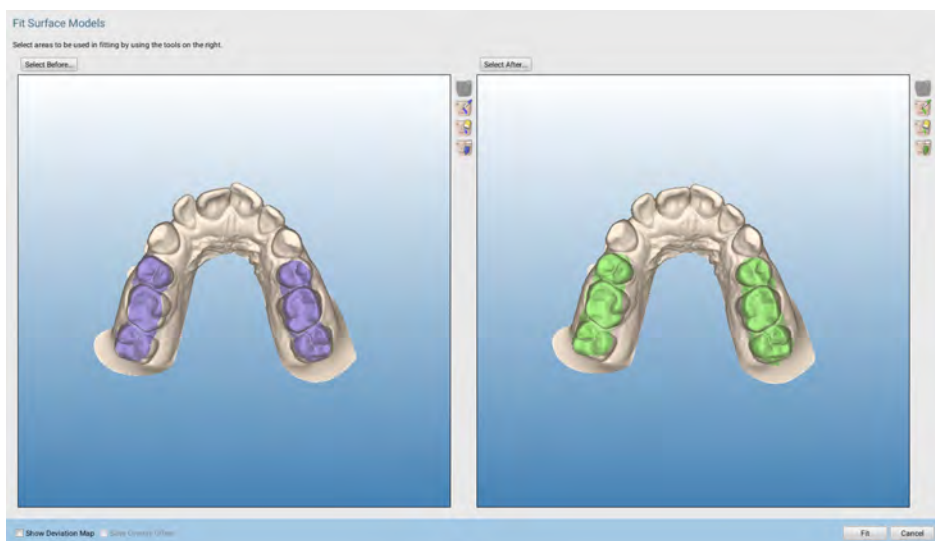 Fit Surface Models
Select areas to be used in fitting by using the tools on the right.
Select Before...
Select After...
Show Deviation Map
Fit
Cancel